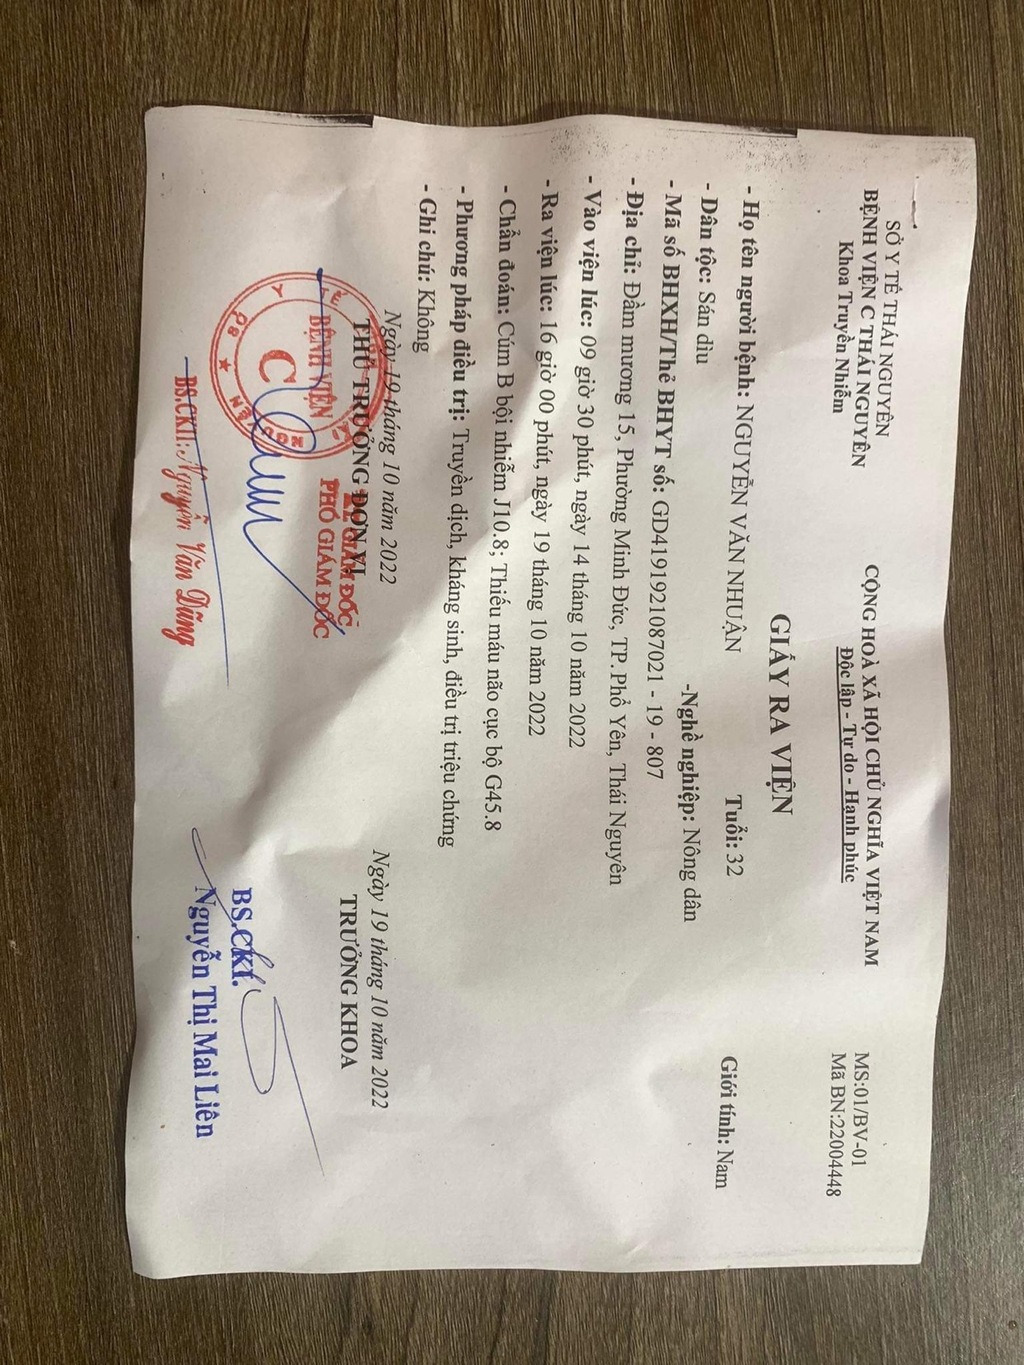 SỞ Y TẾ THÁI NGUYÊN
BỆNH VIỆN C THÁI NGUYÊN
Khoa Truyền Nhiễm
CỘNG HOÀ XÃ HỘI CHỦ NGHĨA VIỆT NAM
Độc lập - Tự do - Hạnh phúc
MS:01/BV-01
Mã BN:22004448
GIẤY RA VIỆN
- Họ tên người bệnh: NGUYỄN VĂN NHUẬN Tuổi: 32 Giới tính: Nam
- Dân tộc: Sán dìu -Nghề nghiệp: Nông dân
- Mã số BHXH/Thẻ BHYT số: GD4191921087021 - 19 - 807
- Địa chỉ: Đầm mương 15, Phường Minh Đức, TP.Phổ Yên, Thái Nguyên
- Vào viện lúc: 09 giờ 30 phút, ngày 14 tháng 10 năm 2022
- Ra viện lúc: 16 giờ 00 phút, ngày 19 tháng 10 năm 2022
- Chẩn đoán: Cúm B bội nhiễm J10.8; Thiếu máu não cục bộ G45.8
- Phương pháp điều trị: Truyền dịch, kháng sinh, điều trị triệu chứng
- Ghi chú: Không
Ngày 19 tháng 10 năm 2022
THỦ TRƯỞNG ĐƠN VỊ
KT. GIÁM ĐỐC
PHÓ GIÁM ĐỐC
BỆNH VIỆN
C
BS.CKII. Nguyễn Văn Dũng
Ngày 19 tháng 10 năm 2022
TRƯỞNG KHOA
BS.CKI.
Nguyễn Thị Mai Liên